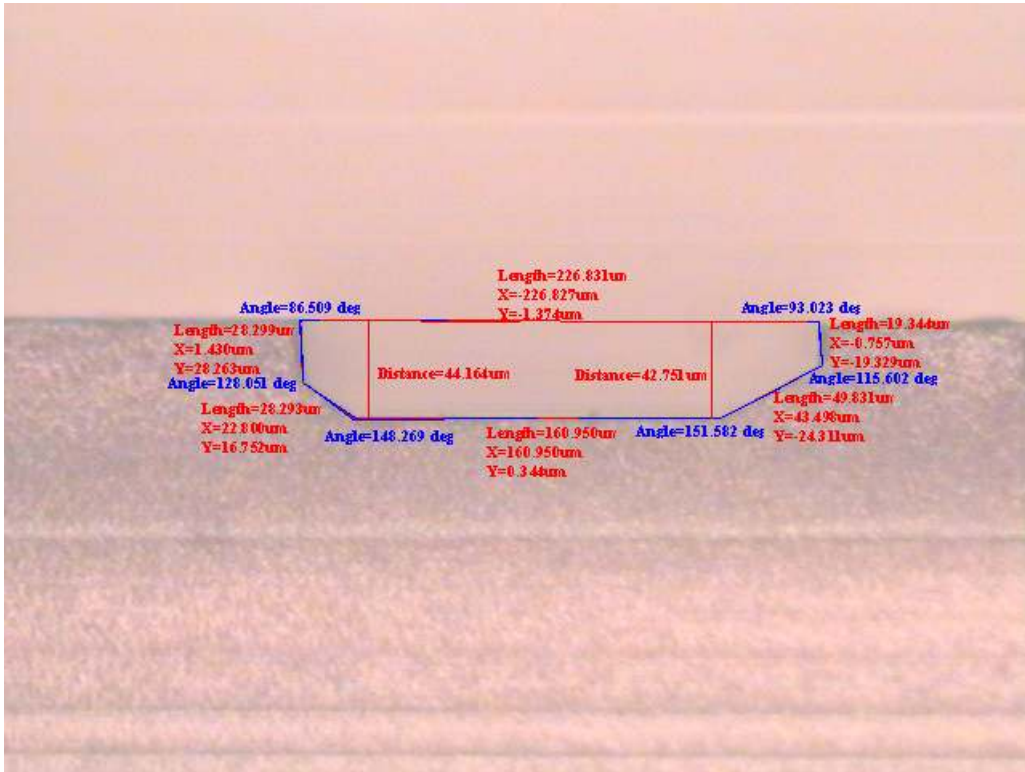 Length=226.831um
X=-226.827um
Y=-1.374um
Angle=86.509 deg
Angle=93.023 deg
Length=28.299um
X=1.430um
Y=28.263um
Length=19.344um
X=-0.757um
Y=-19.329um
Distance=44.164um
Distance=42.751um
Angle=128.051 deg
Angle=115.602 deg
Length=28.293um
X=22.800um
Y=16.752um
Length=49.831um
X=43.498um
Y=-24.311um
Angle=148.269 deg
Length=160.950um
X=160.950um
Y=0.344um
Angle=151.582 deg